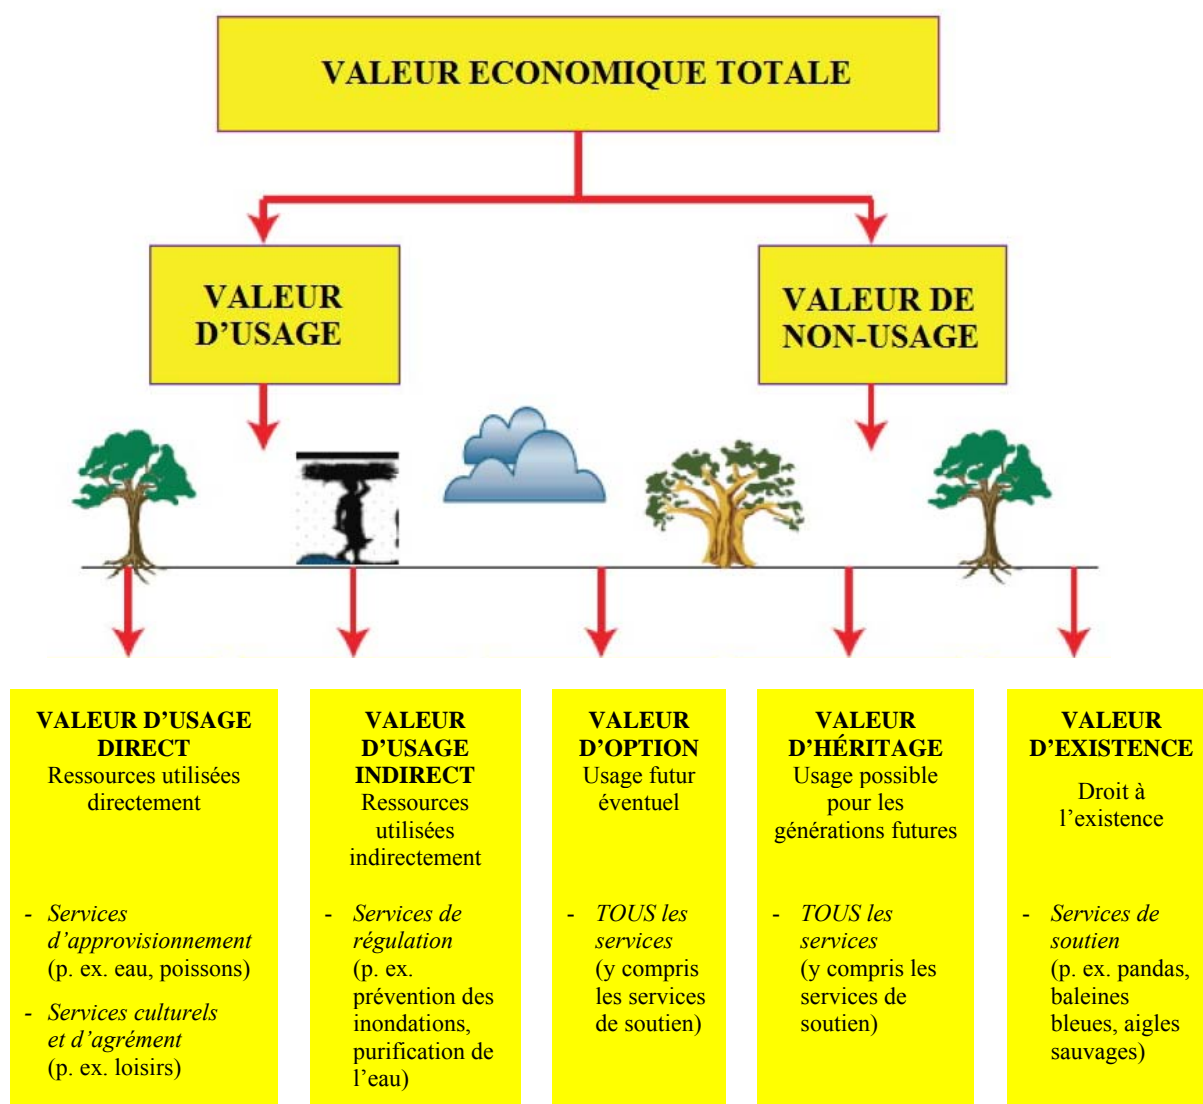 VALEUR ECONOMIQUE TOTALE
VALEUR
D’USAGE
VALEUR DE
NON-USAGE
VALEUR D’USAGE
DIRECT
Ressources utilisées
directement
- Services
d’approvisionnement
(p. ex. eau, poissons)
- Services culturels
et d’agrément
(p. ex. loisirs)
VALEUR
D’USAGE
INDIRECT
Ressources
utilisées
indirectement
- Services de
régulation
(p. ex.
prévention des
inondations,
purification de
l’eau)
VALEUR
D’OPTION
Usage futur
éventuel
- TOUS les
services
(y compris
les services
de soutien)
VALEUR
D’HÉRITAGE
Usage possible
pour les
générations futures
- TOUS les
services
(y compris les
services de
soutien)
VALEUR
D’EXISTENCE
Droit à
l’existence
- Services de
soutien
(p. ex. pandas,
baleines
bleues, aigles
sauvages)